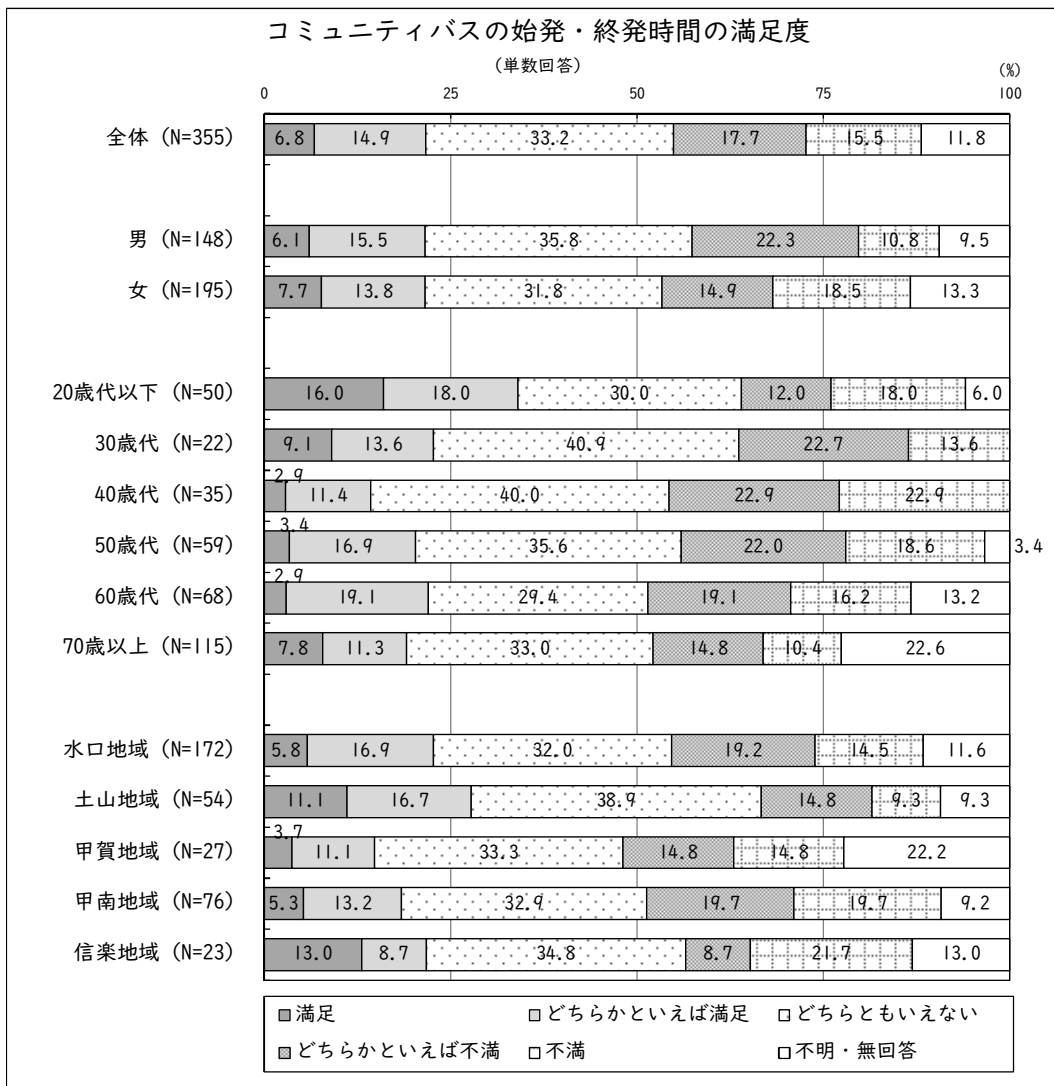 コミュニティバスの始発・終発時間の満足度
(単数回答)
(%)
0 25 50 75 100
全体 (N=355) 6.8 14.9 33.2 17.7 15.5 11.8
男 (N=148) 6.1 15.5 35.8 22.3 10.8 9.5
女 (N=195) 7.7 13.8 31.8 14.9 18.5 13.3
20歳代以下 (N=50) 16.0 18.0 30.0 12.0 18.0 6.0
30歳代 (N=22) 9.1 13.6 40.9 22.7 13.6
40歳代 (N=35) 2.9 11.4 40.0 22.9 22.9
50歳代 (N=59) 3.4 16.9 35.6 22.0 18.6 3.4
60歳代 (N=68) 2.9 19.1 29.4 19.1 16.2 13.2
70歳以上 (N=115) 7.8 11.3 33.0 14.8 10.4 22.6
水口地域 (N=172) 5.8 16.9 32.0 19.2 14.5 11.6
土山地域 (N=54) 11.1 16.7 38.9 14.8 9.3 9.3
甲賀地域 (N=27) 3.7 11.1 33.3 14.8 14.8 22.2
甲南地域 (N=76) 5.3 13.2 32.9 19.7 19.7 9.2
信楽地域 (N=23) 13.0 8.7 34.8 8.7 21.7 13.0
満足 どちらかといえば満足 どちらともいえない
どちらかといえば不満 不満 不明・無回答